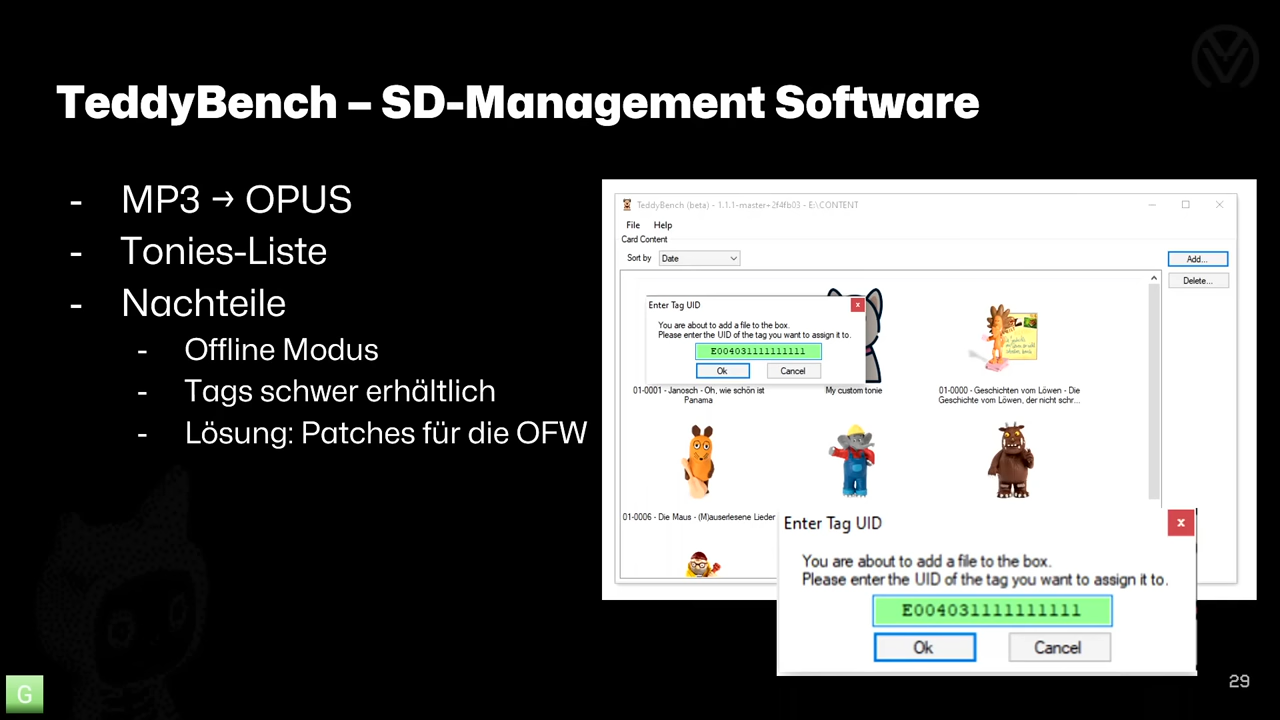 TeddyBench – SD-Management Software
- MP3 → OPUS
- Tonies-Liste
- Nachteile
- Offline Modus
- Tags schwer erhältlich
- Lösung: Patches für die OFW
TeddyBench (beta) - 1.1.1-master+2f4fb03 - E:\CONTENT
File Help
Card Content
Sort by Date
Add...
Delete...
Enter Tag UID
x
You are about to add a file to the box.
Please enter the UID of the tag you want to assign it to.
E004031111111111
Ok Cancel
01-0001 - Janosch - Oh, wie schön ist
Panama
My custom tonie
01-0000 - Geschichten vom Löwen - Die
Geschichte vom Löwen, der nicht schr...
01-0006 - Die Maus - (M)auserlesene Lieder
Enter Tag UID
x
You are about to add a file to the box.
Please enter the UID of the tag you want to assign it to.
E004031111111111
Ok Cancel
G
29